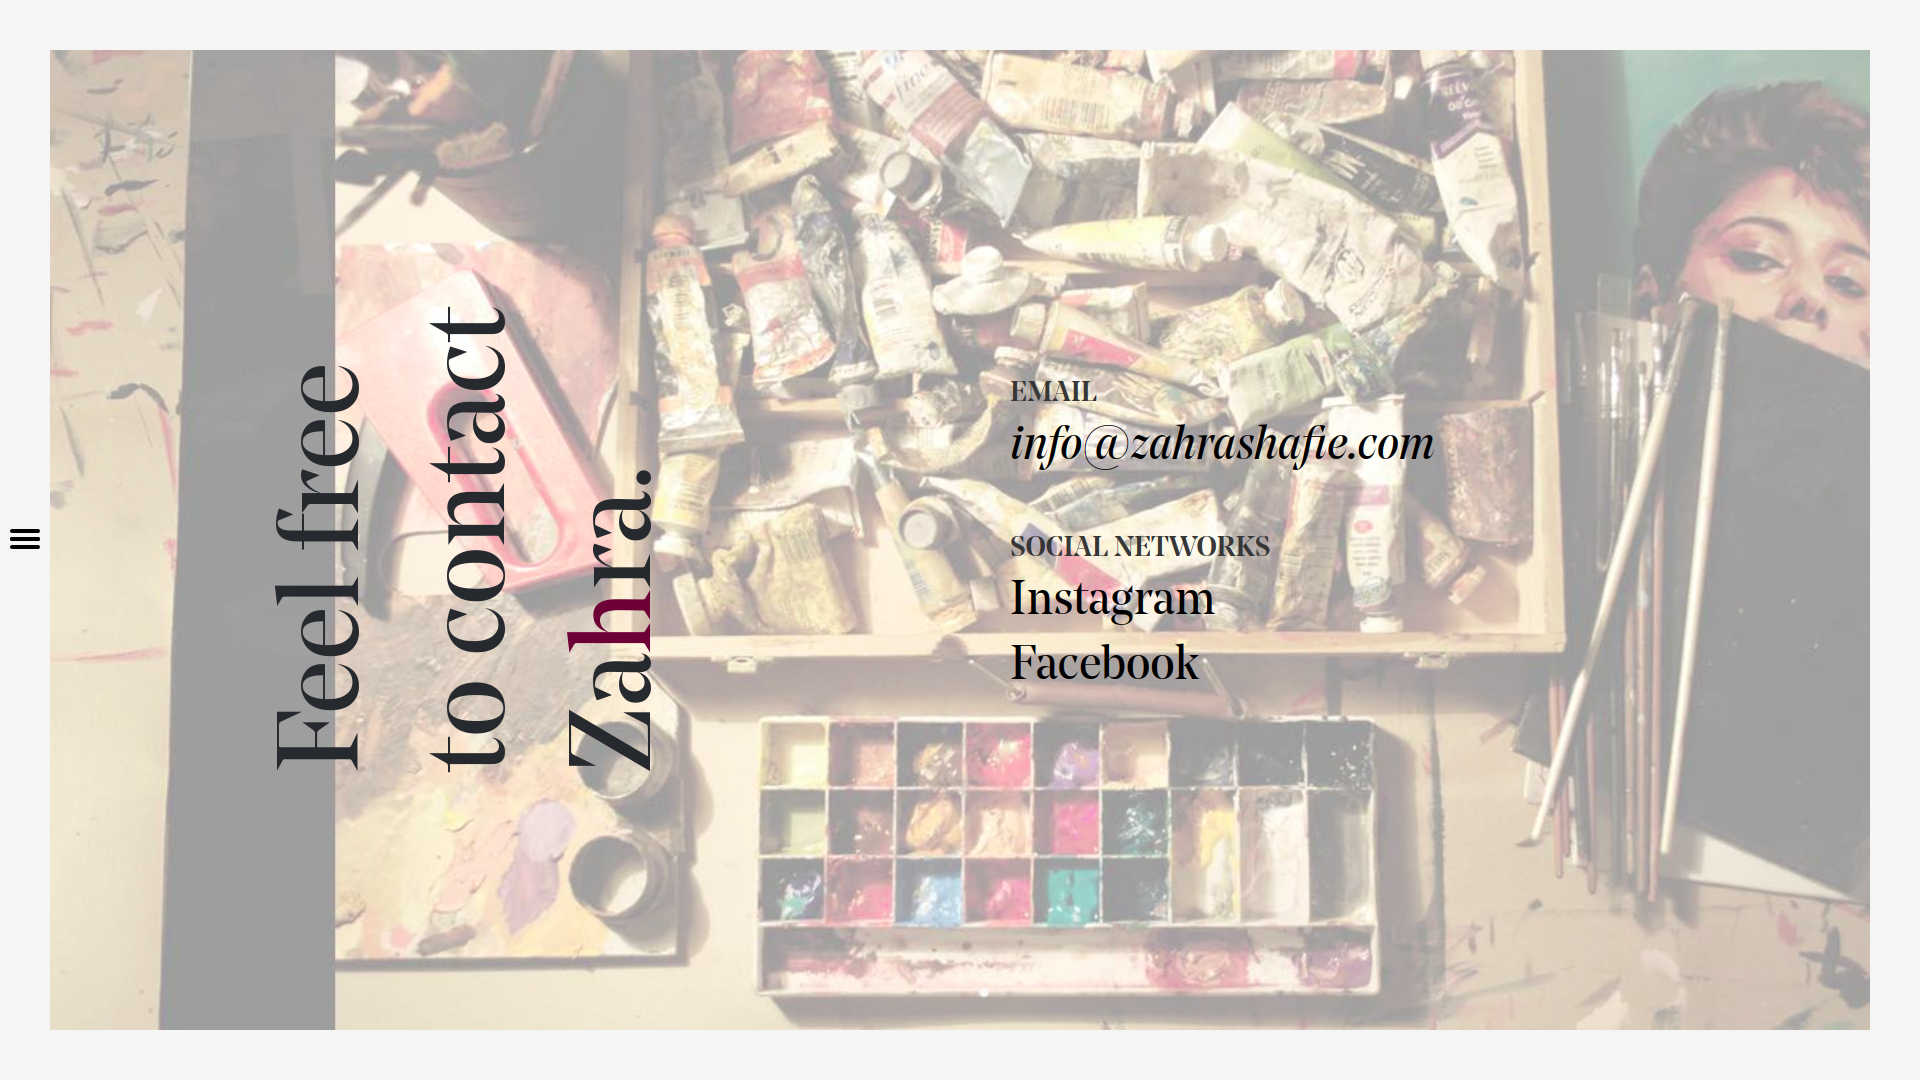 Feel free
to contact
Zahra.
EMAIL
info@zahrashafie.com
SOCIAL NETWORKS
Instagram
Facebook